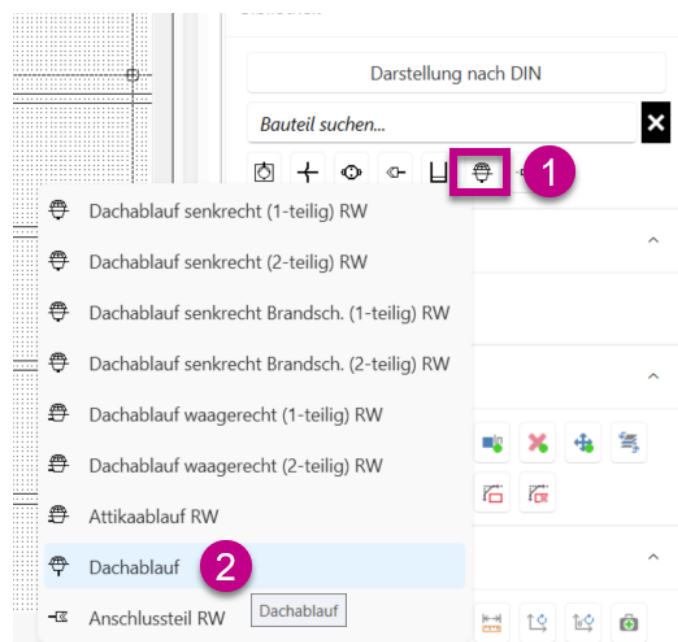 Darstellung nach DIN
Bauteil suchen...
1
Dachablauf senkrecht (1-teilig) RW
Dachablauf senkrecht (2-teilig) RW
Dachablauf senkrecht Brandsch. (1-teilig) RW
Dachablauf senkrecht Brandsch. (2-teilig) RW
Dachablauf waagerecht (1-teilig) RW
Dachablauf waagerecht (2-teilig) RW
Attikaablauf RW
Dachablauf 2
Anschlussteil RW
Dachablauf